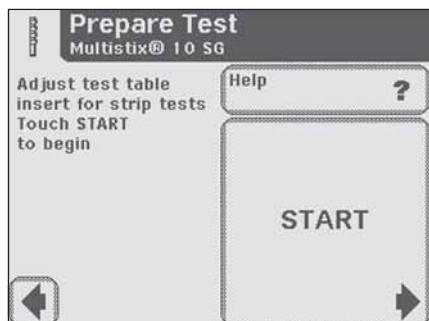 Prepare Test
Multistix® 10 SG
Adjust test table
insert for strip tests
Touch START
to begin
Help ?
START